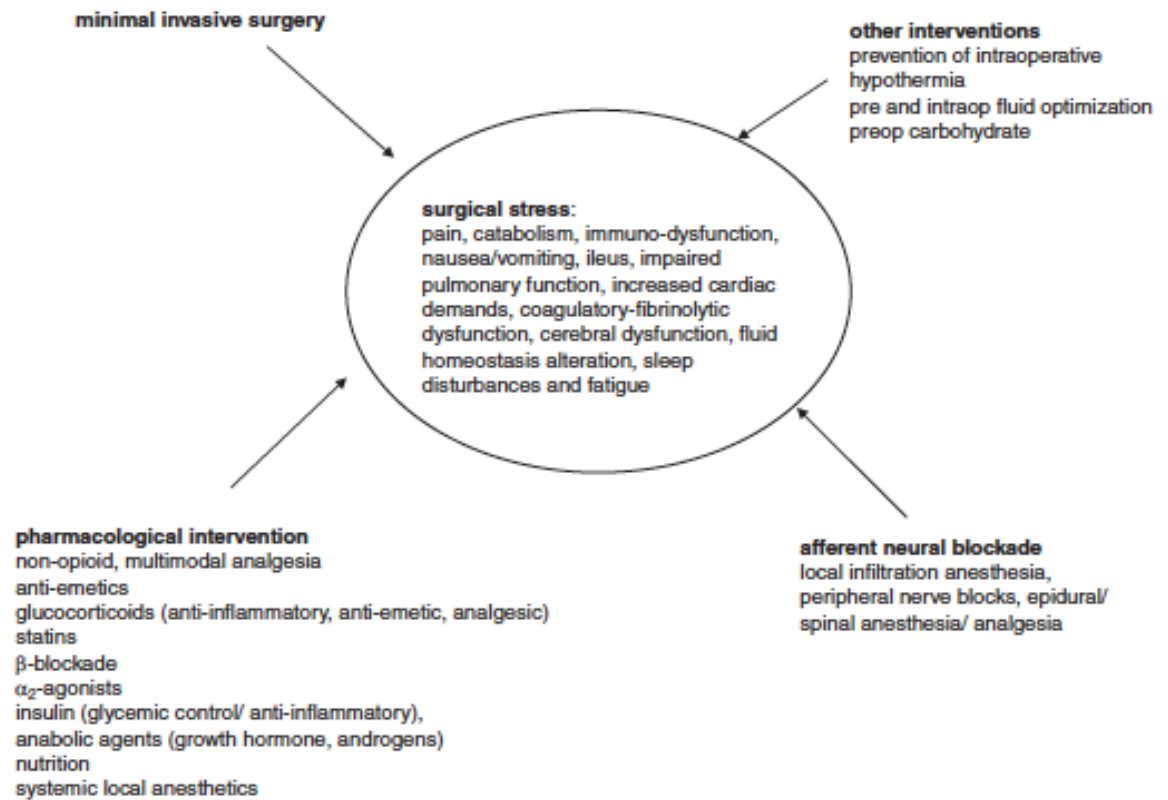 minimal invasive surgery
other interventions
prevention of intraoperative
hypothermia
pre and intraop fluid optimization
preop carbohydrate
surgical stress:
pain, catabolism, immuno-dysfunction,
nausea/vomiting, ileus, impaired
pulmonary function, increased cardiac
demands, coagulatory-fibrinolytic
dysfunction, cerebral dysfunction, fluid
homeostasis alteration, sleep
disturbances and fatigue
pharmacological intervention
non-opioid, multimodal analgesia
anti-emetics
glucocorticoids (anti-inflammatory, anti-emetic, analgesic)
statins
β-blockade
α₂-agonists
insulin (glycemic control/ anti-inflammatory),
anabolic agents (growth hormone, androgens)
nutrition
systemic local anesthetics
afferent neural blockade
local infiltration anesthesia,
peripheral nerve blocks, epidural/
spinal anesthesia/ analgesia